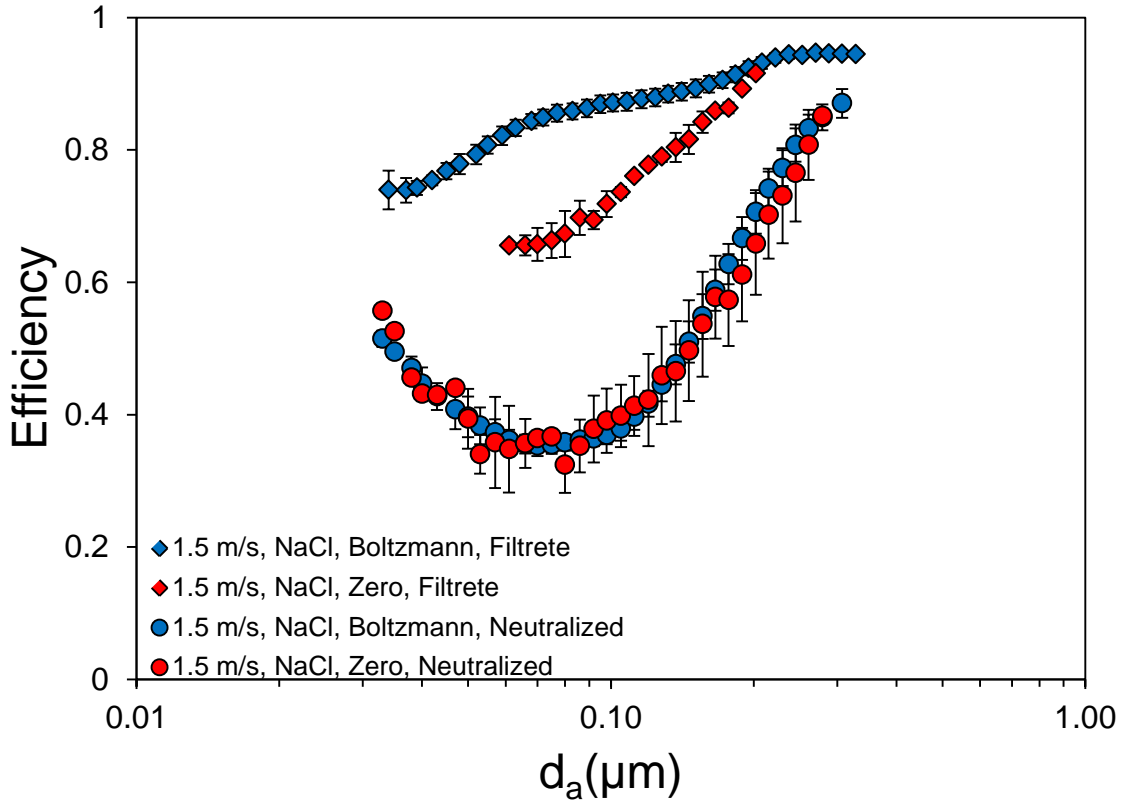 1
0.8
0.6
0.4
0.2
0
Efficiency
1.5 m/s, NaCl, Boltzmann, Filtrete
1.5 m/s, NaCl, Zero, Filtrete
1.5 m/s, NaCl, Boltzmann, Neutralized
1.5 m/s, NaCl, Zero, Neutralized
0.01 0.10 1.00
dₐ(µm)